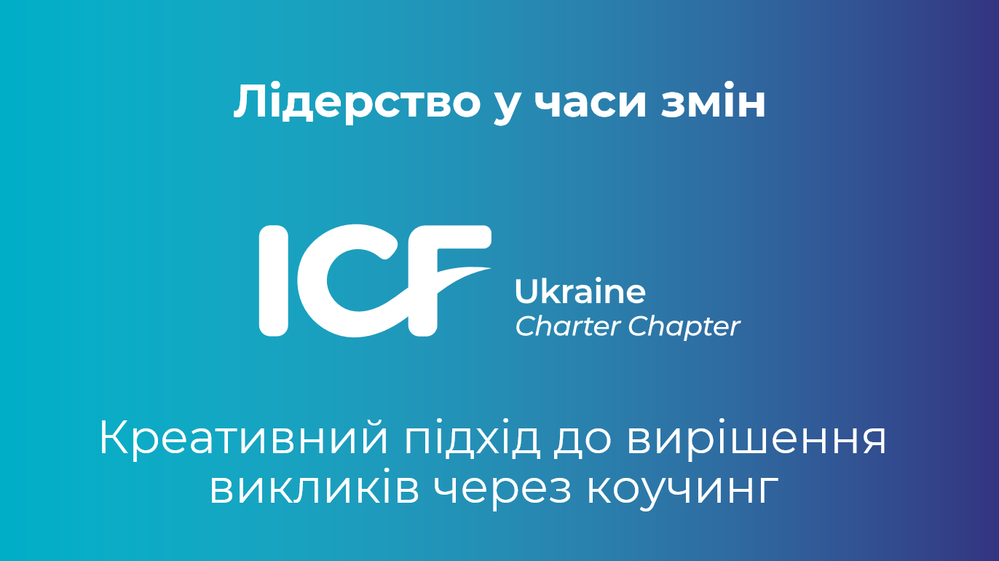 Лідерство у часи змін
ICF
Ukraine
Charter Chapter
Креативний підхід до вирішення
викликів через коучинг